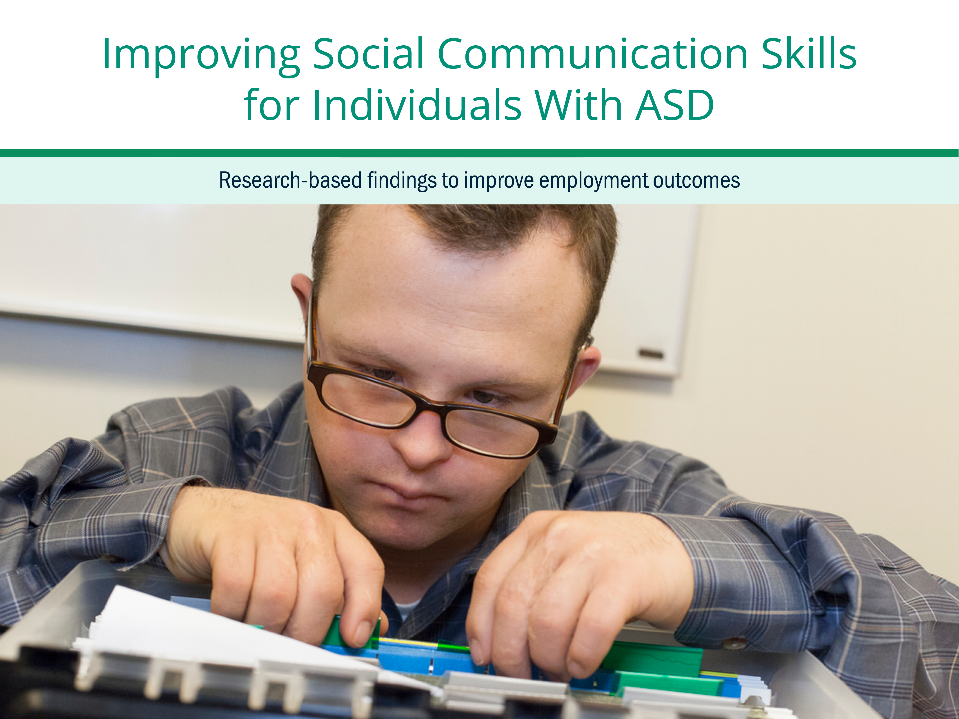 Improving Social Communication Skills
for Individuals With ASD
Research-based findings to improve employment outcomes